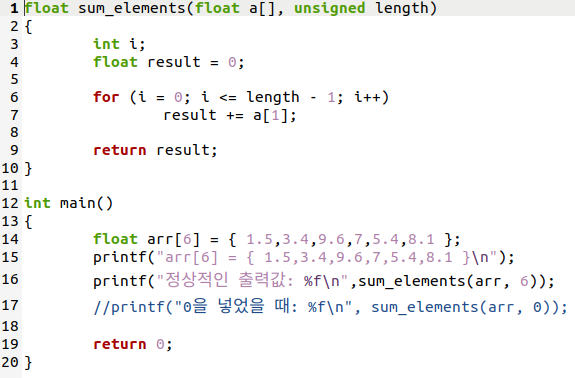 1 float sum_elements(float a[], unsigned length)
2 {
3 int i;
4 float result = 0;
5
6 for (i = 0; i <= length - 1; i++)
7 result += a[1];
8
9 return result;
10 }
11
12 int main()
13 {
14 float arr[6] = { 1.5,3.4,9.6,7,5.4,8.1 };
15 printf("arr[6] = { 1.5,3.4,9.6,7,5.4,8.1 }\n");
16 printf("정상적인 출력값: %f\n",sum_elements(arr, 6));
17 //printf("0을 넣었을 때: %f\n", sum_elements(arr, 0));
18
19 return 0;
20 }